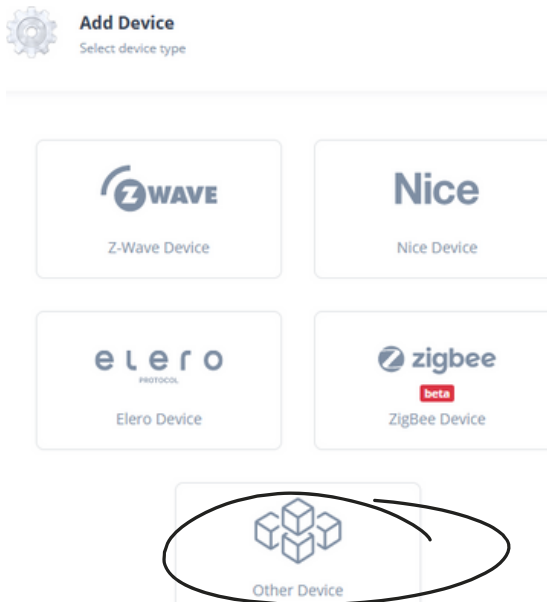 Add Device
Select device type
Z WAVE
Nice
Z-Wave Device
Nice Device
elero
PROTOCOL
zigbee
beta
Elero Device
ZigBee Device
Other Device